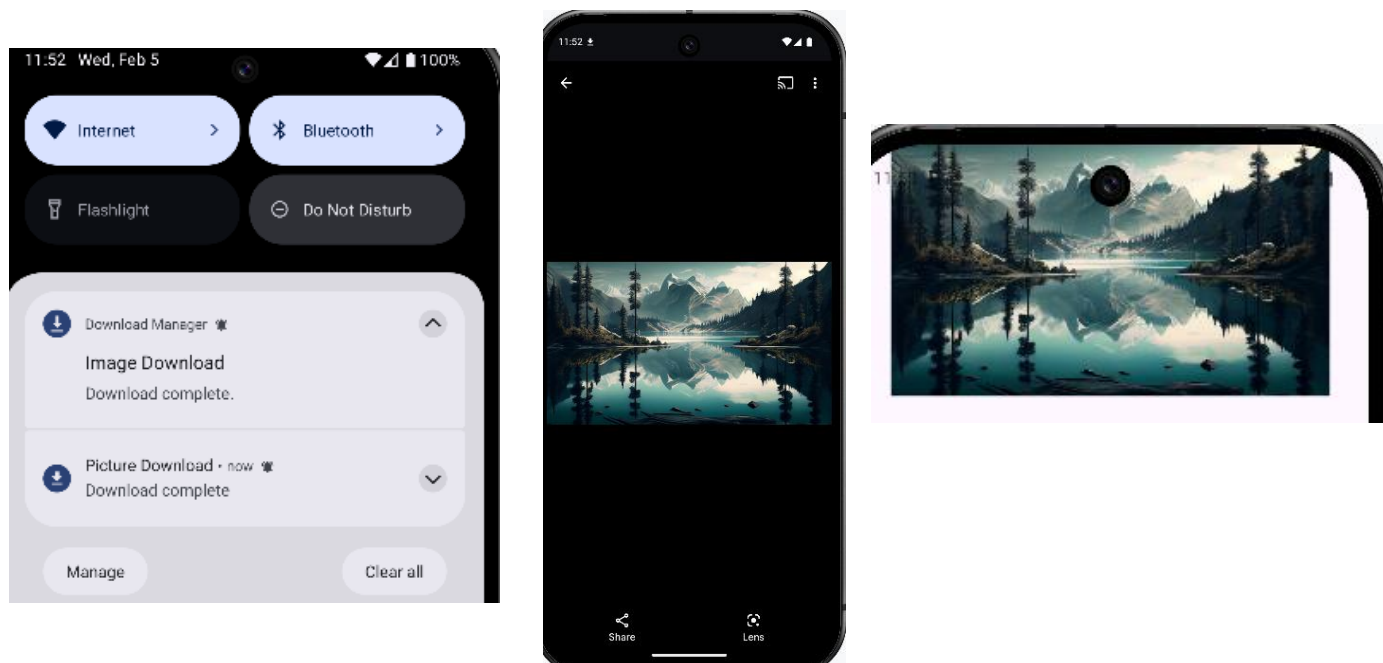 11:52 Wed, Feb 5 100%
Internet
Bluetooth
Flashlight
Do Not Disturb
Download Manager
Image Download
Download complete.
Picture Download • now
Download complete
Manage
Clear all
11:52
Share
Lens
11